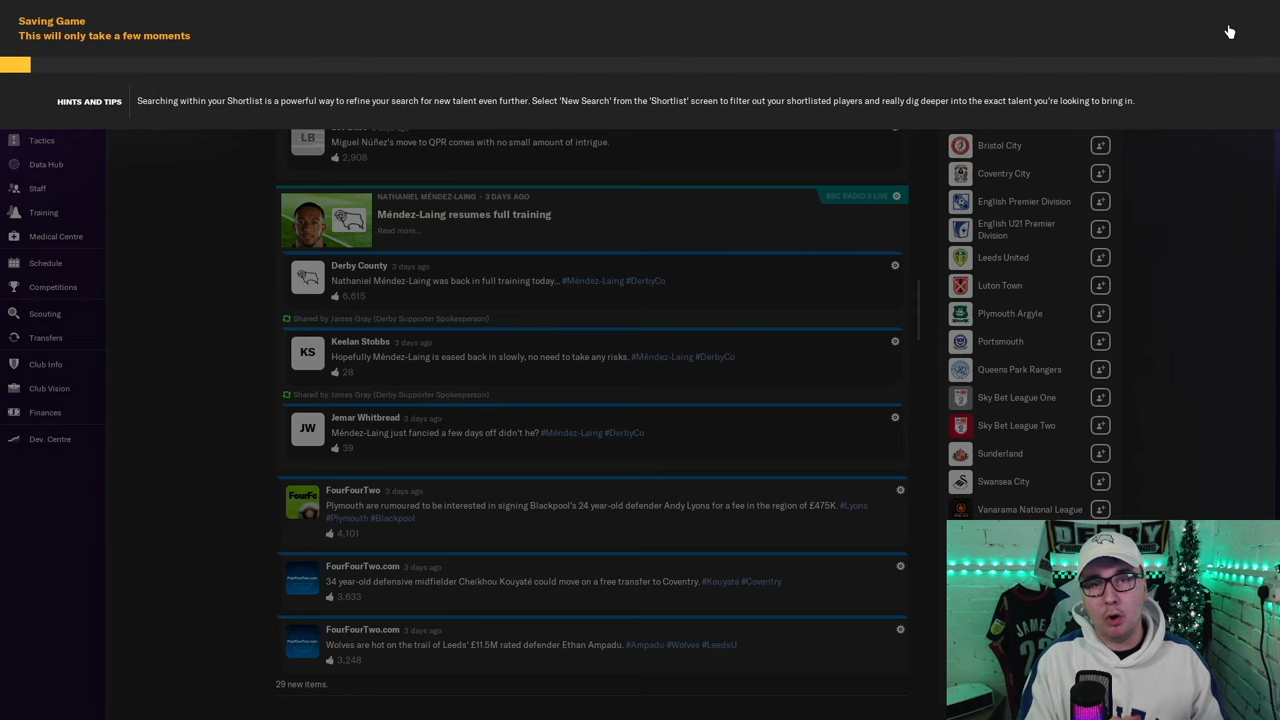 Saving Game
This will only take a few moments
HINTS AND TIPS
Searching within your Shortlist is a powerful way to refine your search for new talent even further. Select 'New Search' from the 'Shortlist' screen to filter out your shortlisted players and really dig deeper into the exact talent you're looking to bring in.
Tactics
Data Hub
Staff
Training
Medical Centre
Schedule
Competitions
Scouting
Transfers
Club Info
Club Vision
Finances
Dev. Centre
LB
Miguel Núñez's move to QPR comes with no small amount of intrigue.
2,908
NATHANIEL MÉNDEZ-LAING - 3 DAYS AGO
BBC RADIO 5 LIVE
Méndez-Laing resumes full training
Read more...
Derby County 3 days ago
Nathaniel Méndez-Laing was back in full training today... #Méndez-Laing #DerbyCo
6,615
Shared by James Gray (Derby Supporter Spokesperson)
KS
Keelan Stobbs 3 days ago
Hopefully Méndez-Laing is eased back in slowly, no need to take any risks. #Méndez-Laing #DerbyCo
28
Shared by James Gray (Derby Supporter Spokesperson)
JW
Jemar Whitbread 3 days ago
Méndez-Laing just fancied a few days off didn't he? #Méndez-Laing #DerbyCo
39
FourFo
FourFourTwo 3 days ago
Plymouth are rumoured to be interested in signing Blackpool's 24 year-old defender Andy Lyons for a fee in the region of £475K. #Lyons
#Plymouth #Blackpool
4,101
FourFourTwo.com 3 days ago
34 year-old defensive midfielder Cheikhou Kouyaté could move on a free transfer to Coventry. #Kouyaté #Coventry
3,633
FourFourTwo.com 3 days ago
Wolves are hot on the trail of Leeds' £11.5M rated defender Ethan Ampadu. #Ampadu #Wolves #LeedsU
3,248
29 new items.
Bristol City
Coventry City
English Premier Division
English U21 Premier
Division
Leeds United
Luton Town
Plymouth Argyle
Portsmouth
Queens Park Rangers
Sky Bet League One
Sky Bet League Two
Sunderland
Swansea City
Vanarama National League
DERBY
JAME